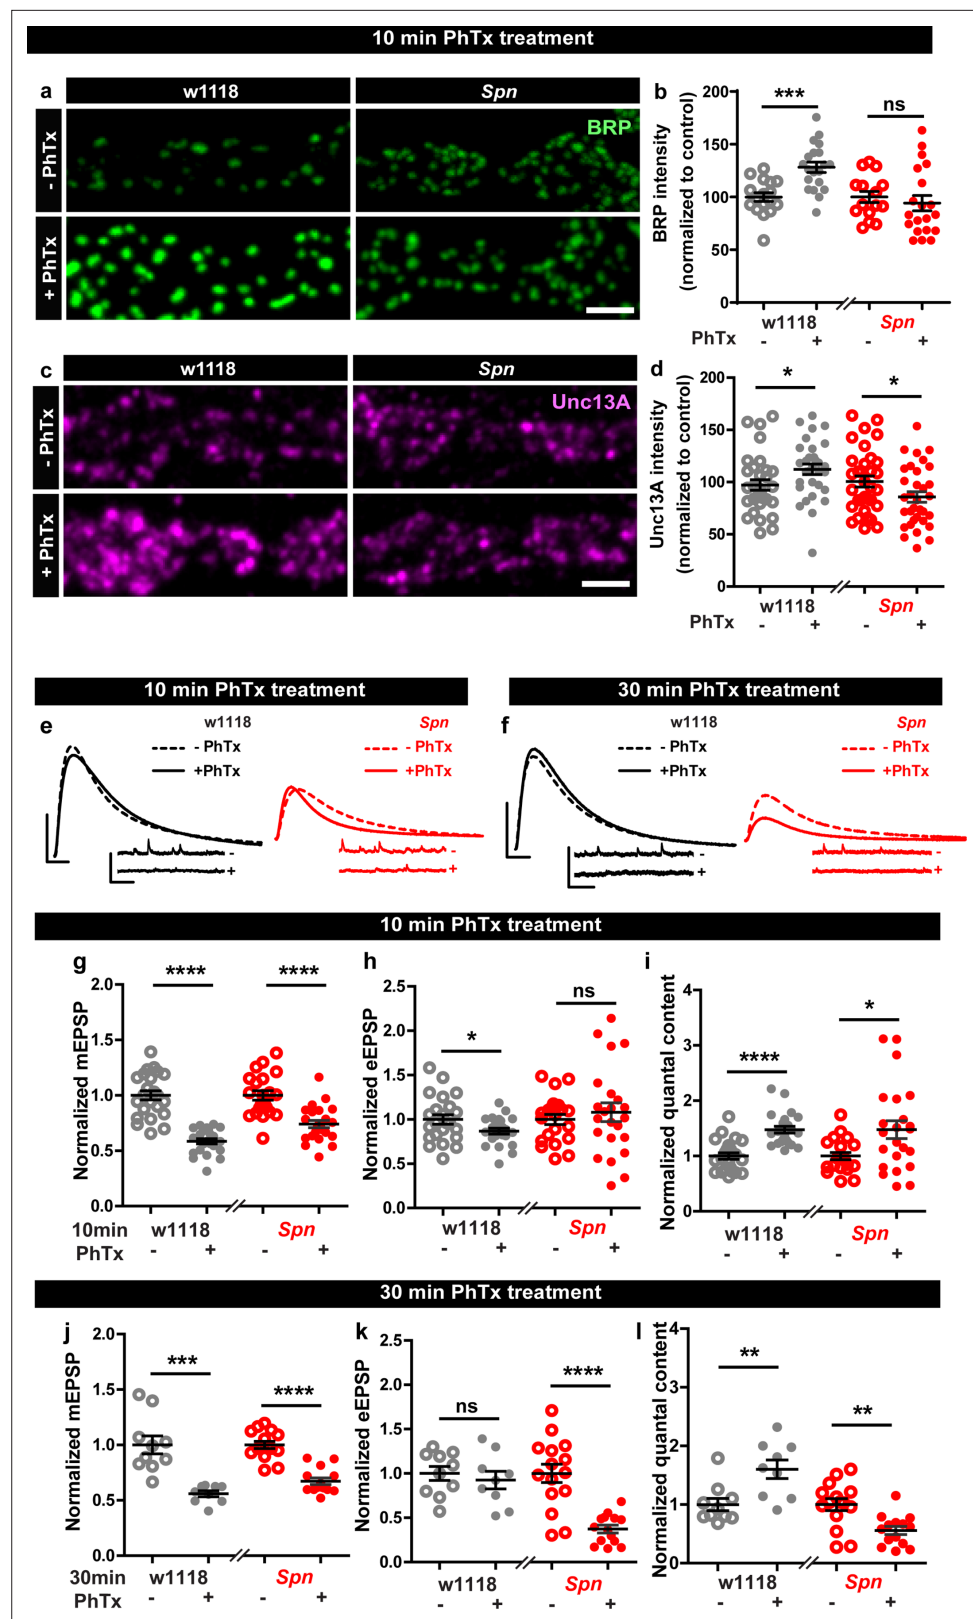 10 min PhTx treatment
a
w1118
Spn
- PhTx
BRP
+ PhTx
b
BRP intensity
(normalized to control)
200
150
100
50
0
***
ns
w1118
Spn
PhTx
-
+
-
+
c
w1118
Spn
- PhTx
Unc13A
+ PhTx
d
Unc13A intensity
(normalized to control)
200
150
100
50
0
*
*
w1118
Spn
PhTx
-
+
-
+
10 min PhTx treatment
e
w1118
Spn
- PhTx
- PhTx
+PhTx
+PhTx
-
+
-
+
30 min PhTx treatment
f
w1118
Spn
- PhTx
- PhTx
+PhTx
+PhTx
-
+
-
+
10 min PhTx treatment
g
Normalized mEPSP
2.0
1.5
1.0
0.5
0.0
****
****
10min
w1118
Spn
PhTx
-
+
-
+
h
Normalized eEPSP
2.5
2.0
1.5
1.0
0.5
0.0
*
ns
w1118
Spn
-
+
-
+
i
Normalized quantal content
4
3
2
1
0
****
*
w1118
Spn
-
+
-
+
30 min PhTx treatment
j
Normalized mEPSP
2.0
1.5
1.0
0.5
0.0
***
****
30min
w1118
Spn
PhTx
-
+
-
+
k
Normalized eEPSP
2.5
2.0
1.5
1.0
0.5
0.0
ns
****
w1118
Spn
-
+
-
+
l
Normalized quantal content
4
3
2
1
0
**
**
w1118
Spn
-
+
-
+